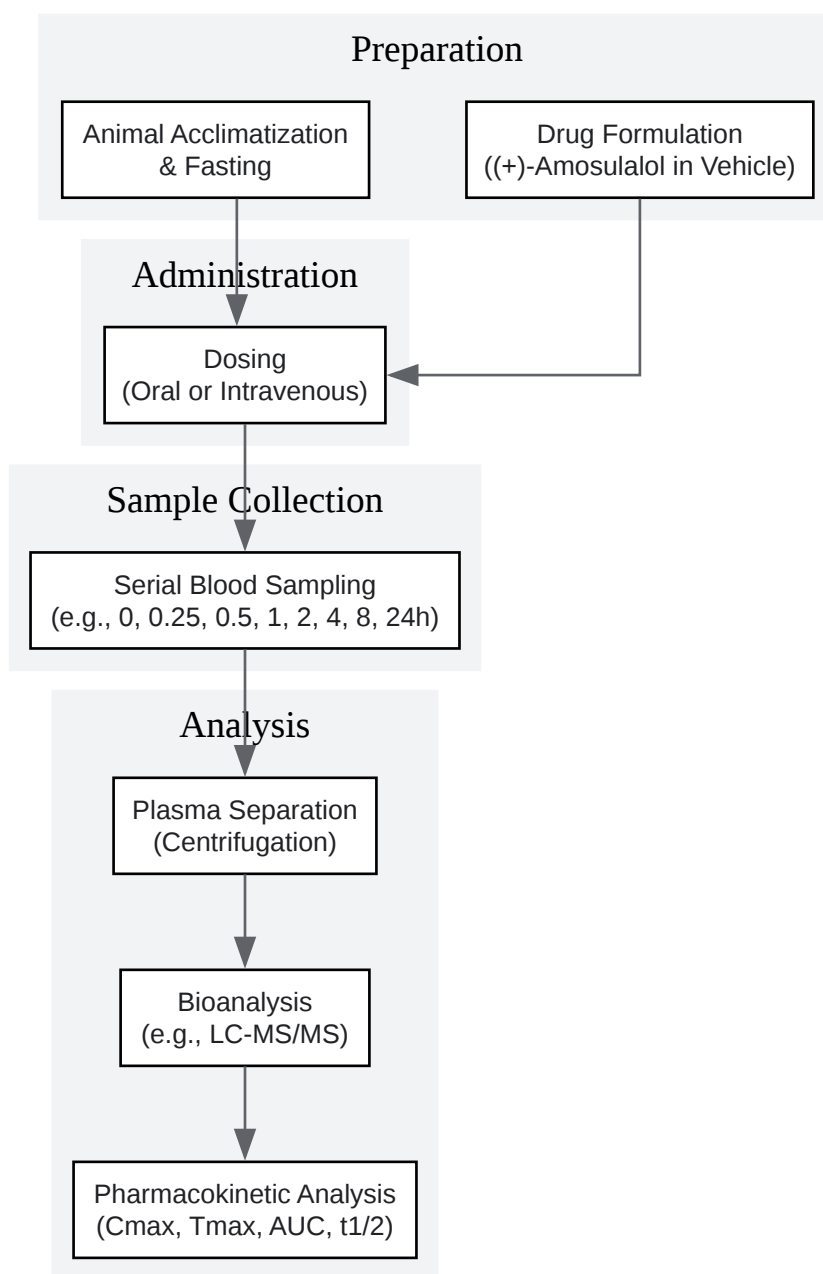 Preparation
Animal Acclimatization
& Fasting
Drug Formulation
((+)-Amosulalol in Vehicle)
Administration
Dosing
(Oral or Intravenous)
Sample Collection
Serial Blood Sampling
(e.g., 0, 0.25, 0.5, 1, 2, 4, 8, 24h)
Analysis
Plasma Separation
(Centrifugation)
Bioanalysis
(e.g., LC-MS/MS)
Pharmacokinetic Analysis
(Cmax, Tmax, AUC, t1/2)